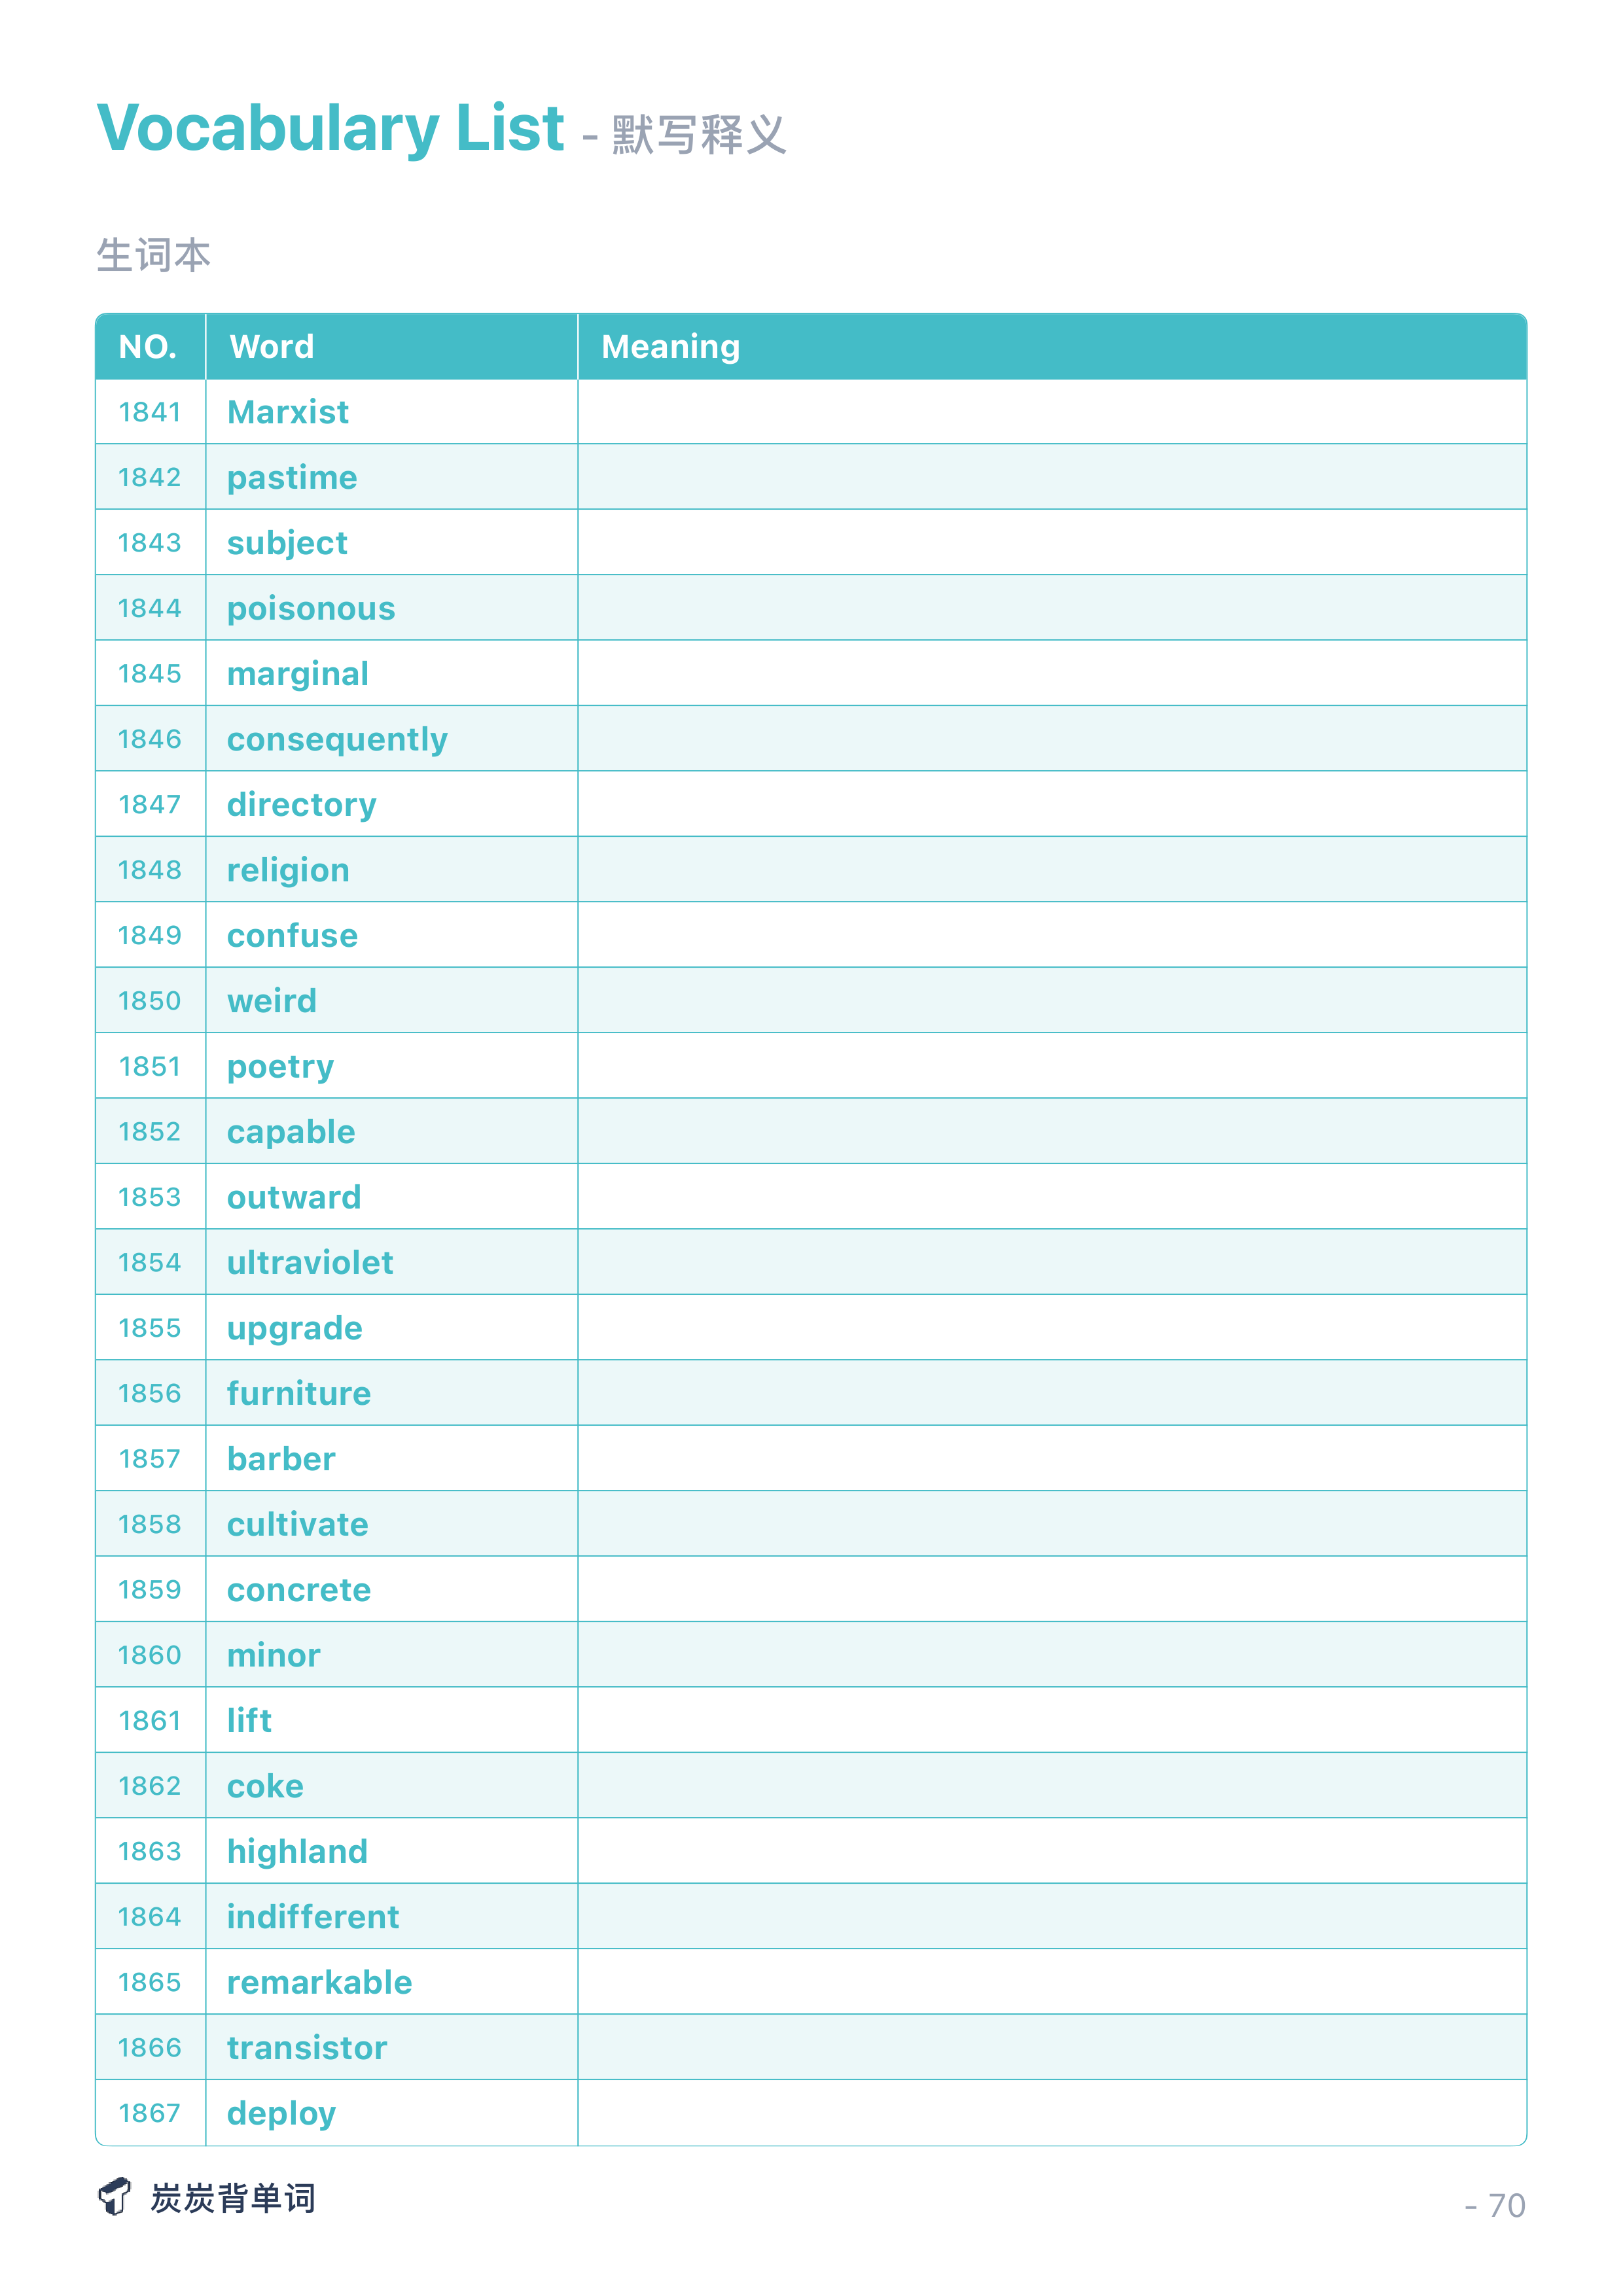 Vocabulary List - 默写释义
生词本
NO. Word Meaning
1841 Marxist
1842 pastime
1843 subject
1844 poisonous
1845 marginal
1846 consequently
1847 directory
1848 religion
1849 confuse
1850 weird
1851 poetry
1852 capable
1853 outward
1854 ultraviolet
1855 upgrade
1856 furniture
1857 barber
1858 cultivate
1859 concrete
1860 minor
1861 lift
1862 coke
1863 highland
1864 indifferent
1865 remarkable
1866 transistor
1867 deploy
炭炭背单词 - 70